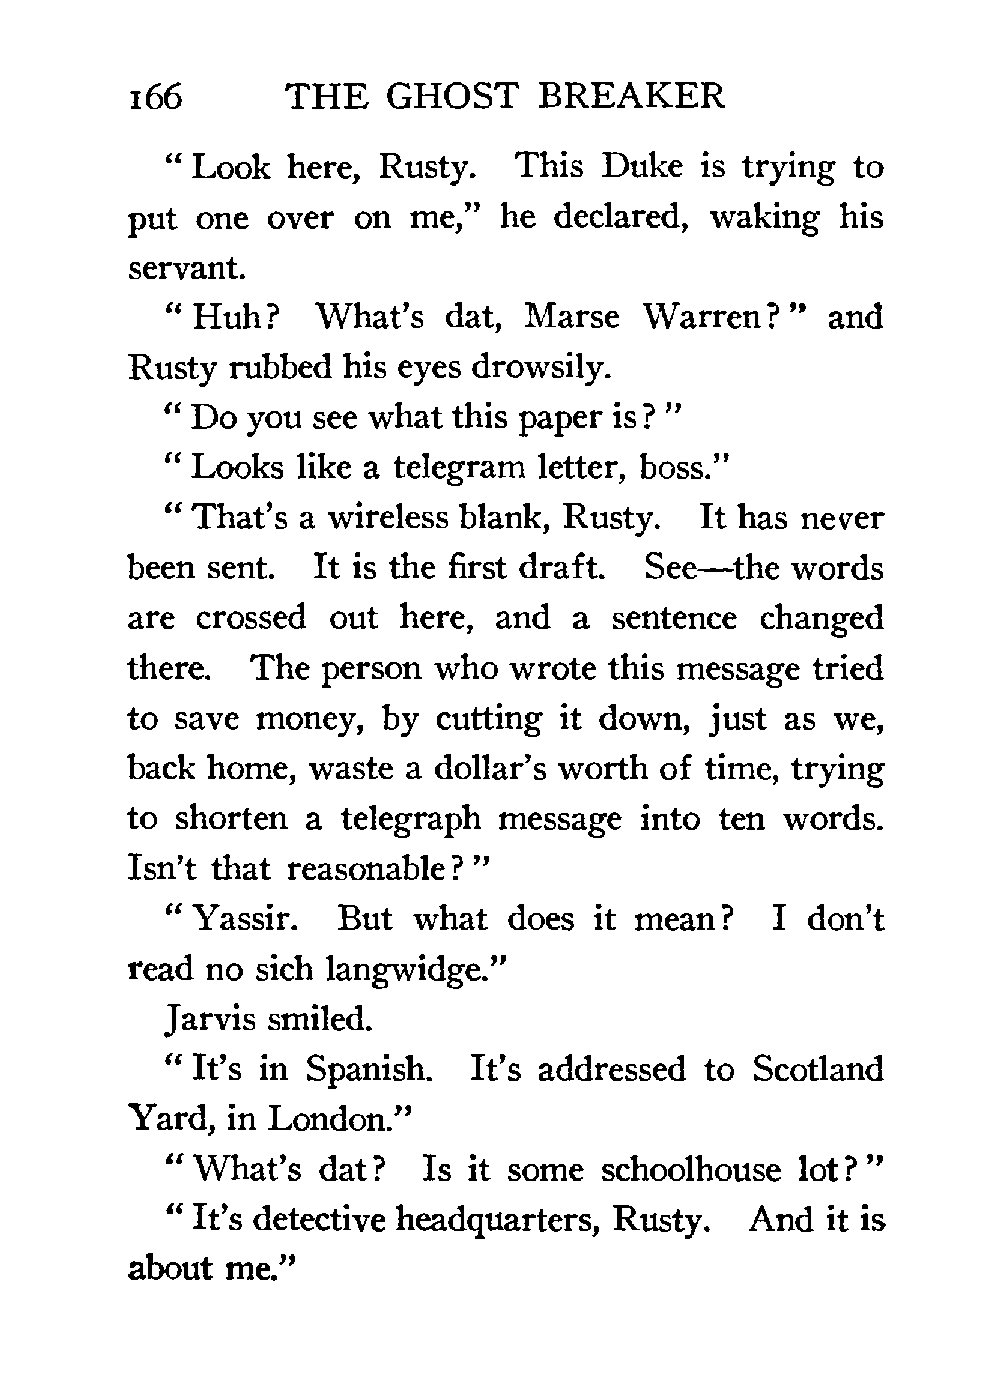 166 THE GHOST BREAKER
“ Look here, Rusty. This Duke is trying to
put one over on me,” he declared, waking his
servant.
“ Huh? What’s dat, Marse Warren? ” and
Rusty rubbed his eyes drowsily.
“ Do you see what this paper is? ”
“ Looks like a telegram letter, boss.”
“ That’s a wireless blank, Rusty. It has never
been sent. It is the first draft. See—the words
are crossed out here, and a sentence changed
there. The person who wrote this message tried
to save money, by cutting it down, just as we,
back home, waste a dollar’s worth of time, trying
to shorten a telegraph message into ten words.
Isn’t that reasonable? ”
“ Yassir. But what does it mean? I don’t
read no sich langwidge.”
Jarvis smiled.
“ It’s in Spanish. It’s addressed to Scotland
Yard, in London.”
“ What’s dat? Is it some schoolhouse lot? ”
“ It’s detective headquarters, Rusty. And it is
about me.”